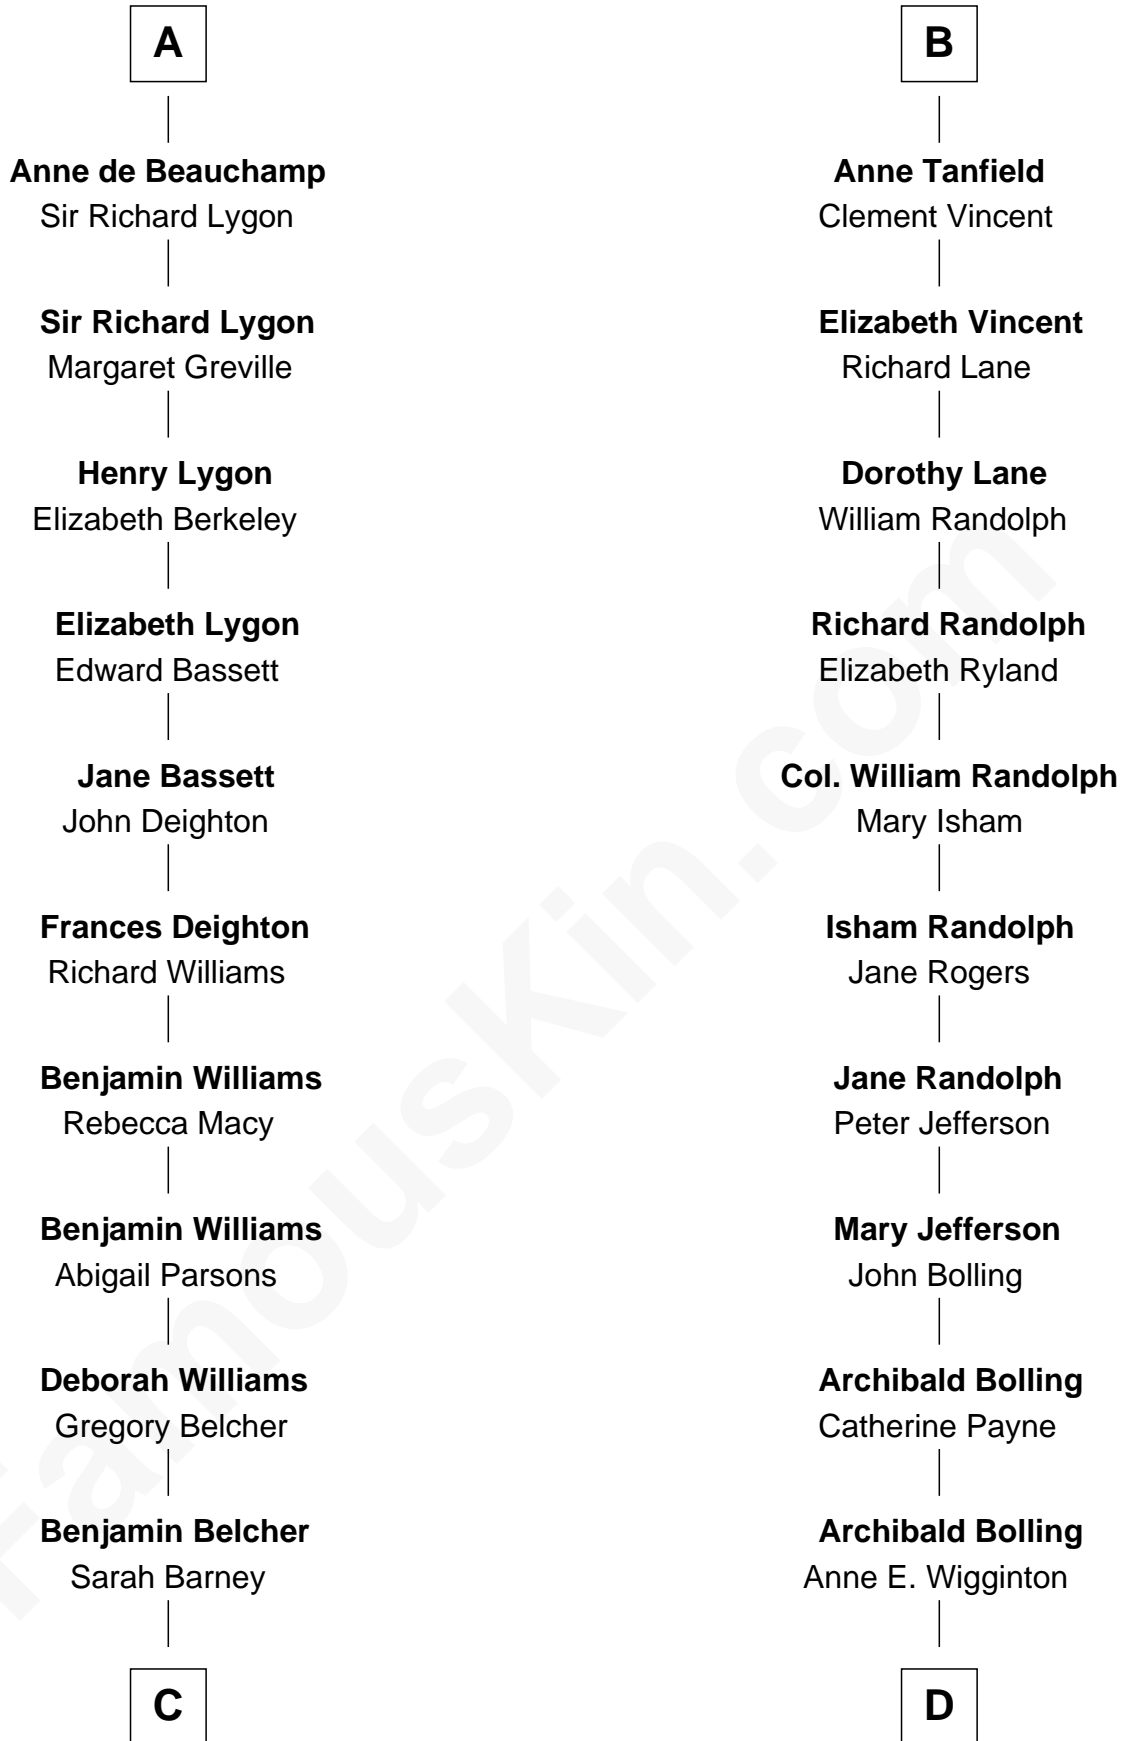 A
Anne de Beauchamp
Sir Richard Lygon
Sir Richard Lygon
Margaret Greville
Henry Lygon
Elizabeth Berkeley
Elizabeth Lygon
Edward Bassett
Jane Bassett
John Deighton
Frances Deighton
Richard Williams
Benjamin Williams
Rebecca Macy
Benjamin Williams
Abigail Parsons
Deborah Williams
Gregory Belcher
Benjamin Belcher
Sarah Barney
C
B
Anne Tanfield
Clement Vincent
Elizabeth Vincent
Richard Lane
Dorothy Lane
William Randolph
Richard Randolph
Elizabeth Ryland
Col. William Randolph
Mary Isham
Isham Randolph
Jane Rogers
Jane Randolph
Peter Jefferson
Mary Jefferson
John Bolling
Archibald Bolling
Catherine Payne
Archibald Bolling
Anne E. Wigginton
D
FamousKin.com